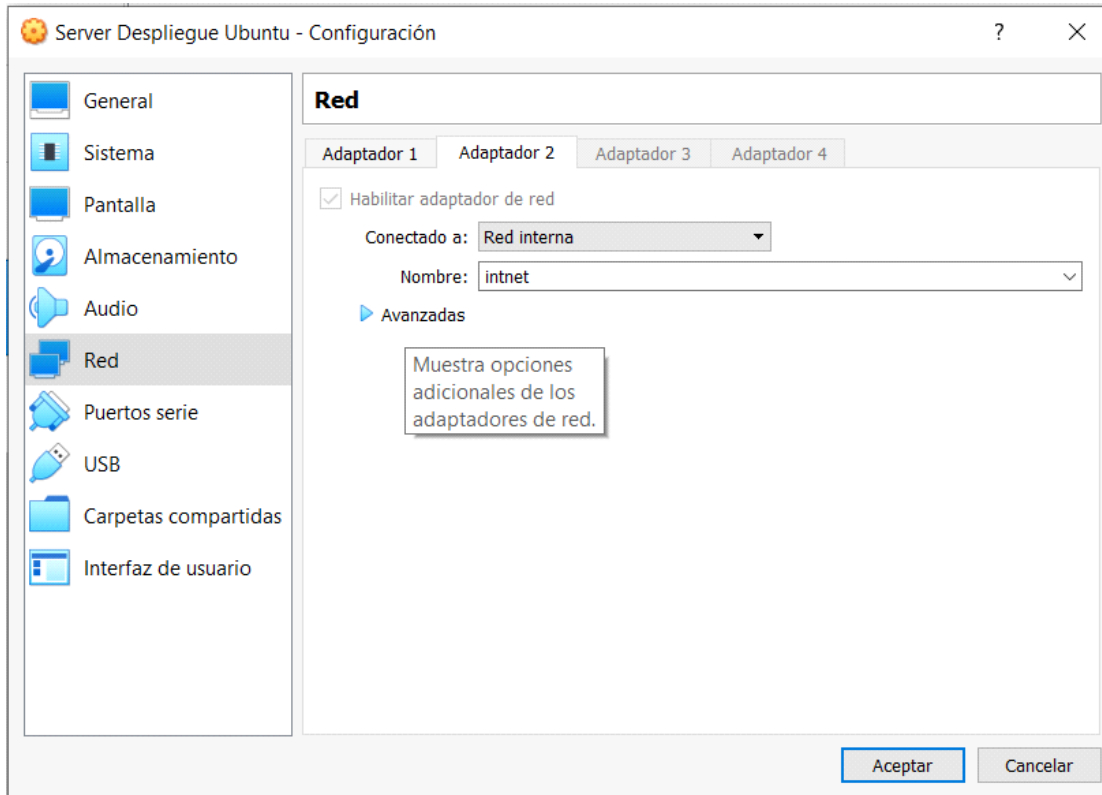 Server Despliegue Ubuntu - Configuración
?
General
Sistema
Pantalla
Almacenamiento
Audio
Red
Puertos serie
USB
Carpetas compartidas
Interfaz de usuario
Red
Adaptador 1 Adaptador 2 Adaptador 3 Adaptador 4
Habilitar adaptador de red
Conectado a: Red interna
Nombre: intnet
Avanzadas
Muestra opciones
adicionales de los
adaptadores de red.
Aceptar Cancelar